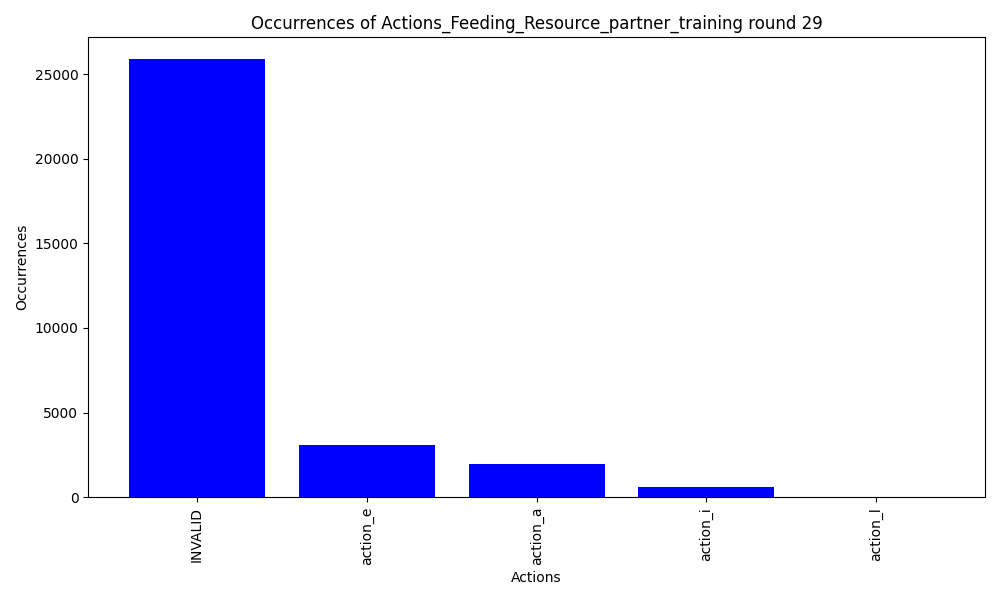 Occurrences of Actions_Feeding_Resource_partner_training round 29
Occurrences
25000
20000
15000
10000
5000
0
INVALID
action_e
action_a
action_i
action_l
Actions